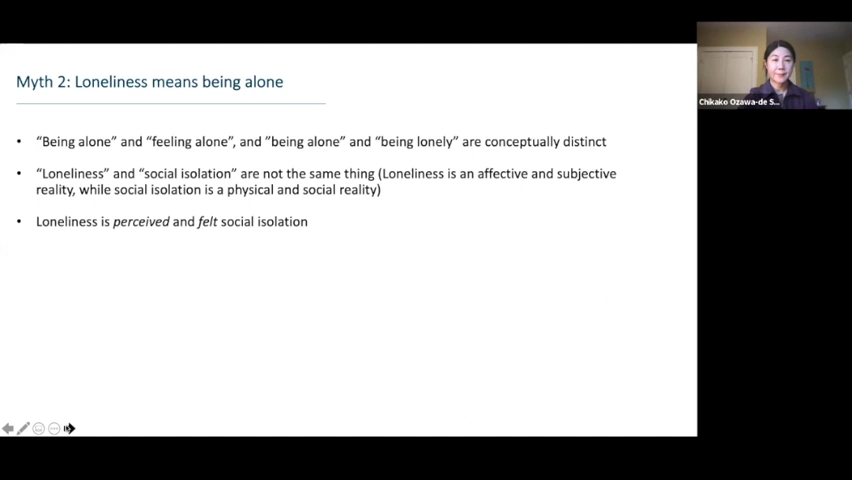 Myth 2: Loneliness means being alone
• “Being alone” and “feeling alone”, and ”being alone” and “being lonely” are conceptually distinct
• “Loneliness” and “social isolation” are not the same thing (Loneliness is an affective and subjective
reality, while social isolation is a physical and social reality)
• Loneliness is perceived and felt social isolation
Chikako Ozawa-de S...